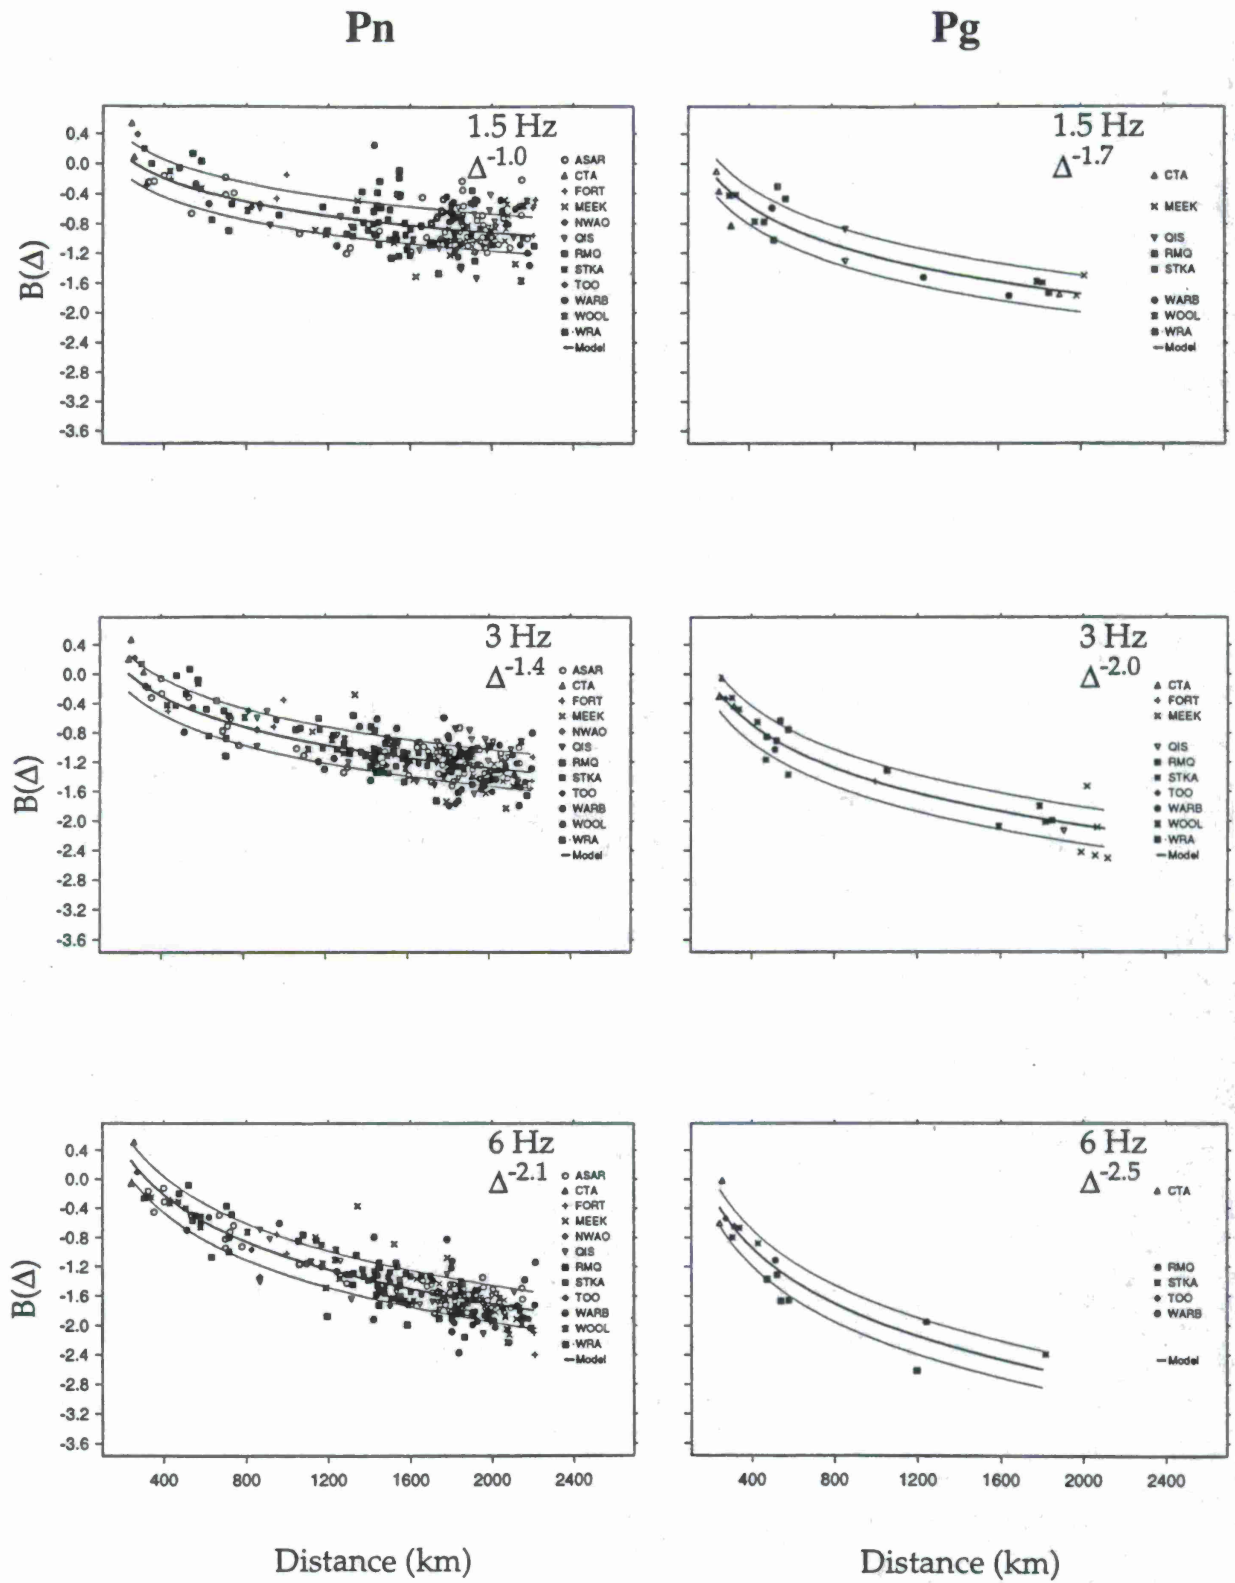 Pn
Pg
1.5 Hz
Δ-1.0
ASAR
CTA
FORT
MEEK
NWAO
QIS
RMQ
STKA
TOO
WARB
WOOL
WRA
Model
0.4
0.0
-0.4
-0.8
-1.2
-1.6
-2.0
-2.4
-2.8
-3.2
-3.6
B(Δ)
1.5 Hz
Δ-1.7
CTA
MEEK
QIS
RMQ
STKA
WARB
WOOL
WRA
Model
3 Hz
Δ-1.4
ASAR
CTA
FORT
MEEK
NWAO
QIS
RMQ
STKA
TOO
WARB
WOOL
WRA
Model
0.4
0.0
-0.4
-0.8
-1.2
-1.6
-2.0
-2.4
-2.8
-3.2
-3.6
B(Δ)
3 Hz
Δ-2.0
CTA
FORT
MEEK
QIS
RMQ
STKA
TOO
WARB
WOOL
WRA
Model
6 Hz
Δ-2.1
ASAR
CTA
FORT
MEEK
NWAO
QIS
RMQ
STKA
TOO
WARB
WOOL
WRA
Model
0.4
0.0
-0.4
-0.8
-1.2
-1.6
-2.0
-2.4
-2.8
-3.2
-3.6
B(Δ)
400 800 1200 1600 2000 2400
Distance (km)
6 Hz
Δ-2.5
CTA
RMQ
STKA
TOO
WARB
Model
400 800 1200 1600 2000 2400
Distance (km)